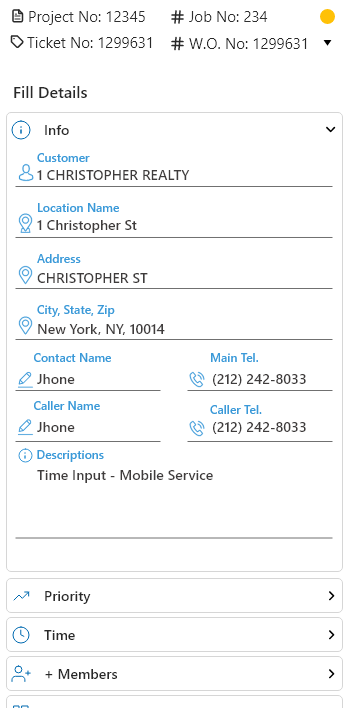 Project No: 12345 # Job No: 234
Ticket No: 1299631 # W.O. No: 1299631
Fill Details
Info
Customer
1 CHRISTOPHER REALTY
Location Name
1 Christopher St
Address
CHRISTOPHER ST
City, State, Zip
New York, NY, 10014
Contact Name Main Tel.
Jhone (212) 242-8033
Caller Name Caller Tel.
Jhone (212) 242-8033
Descriptions
Time Input - Mobile Service
Priority
Time
+ Members